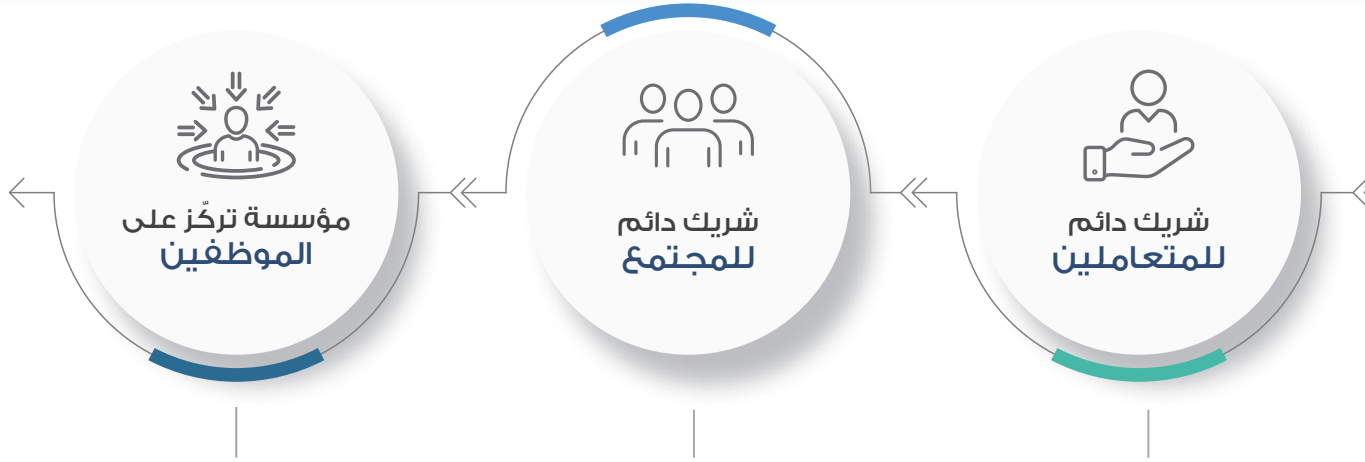 شريك دائم
للمتعاملين
شريك دائم
للمجتمع
مؤسسة تركّز على
الموظفين